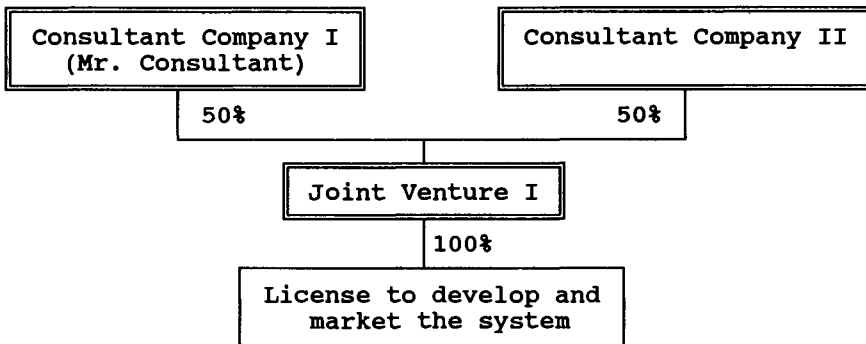 Consultant Company I
(Mr. Consultant)
Consultant Company II
50%
50%
Joint Venture I
100%
License to develop and
market the system